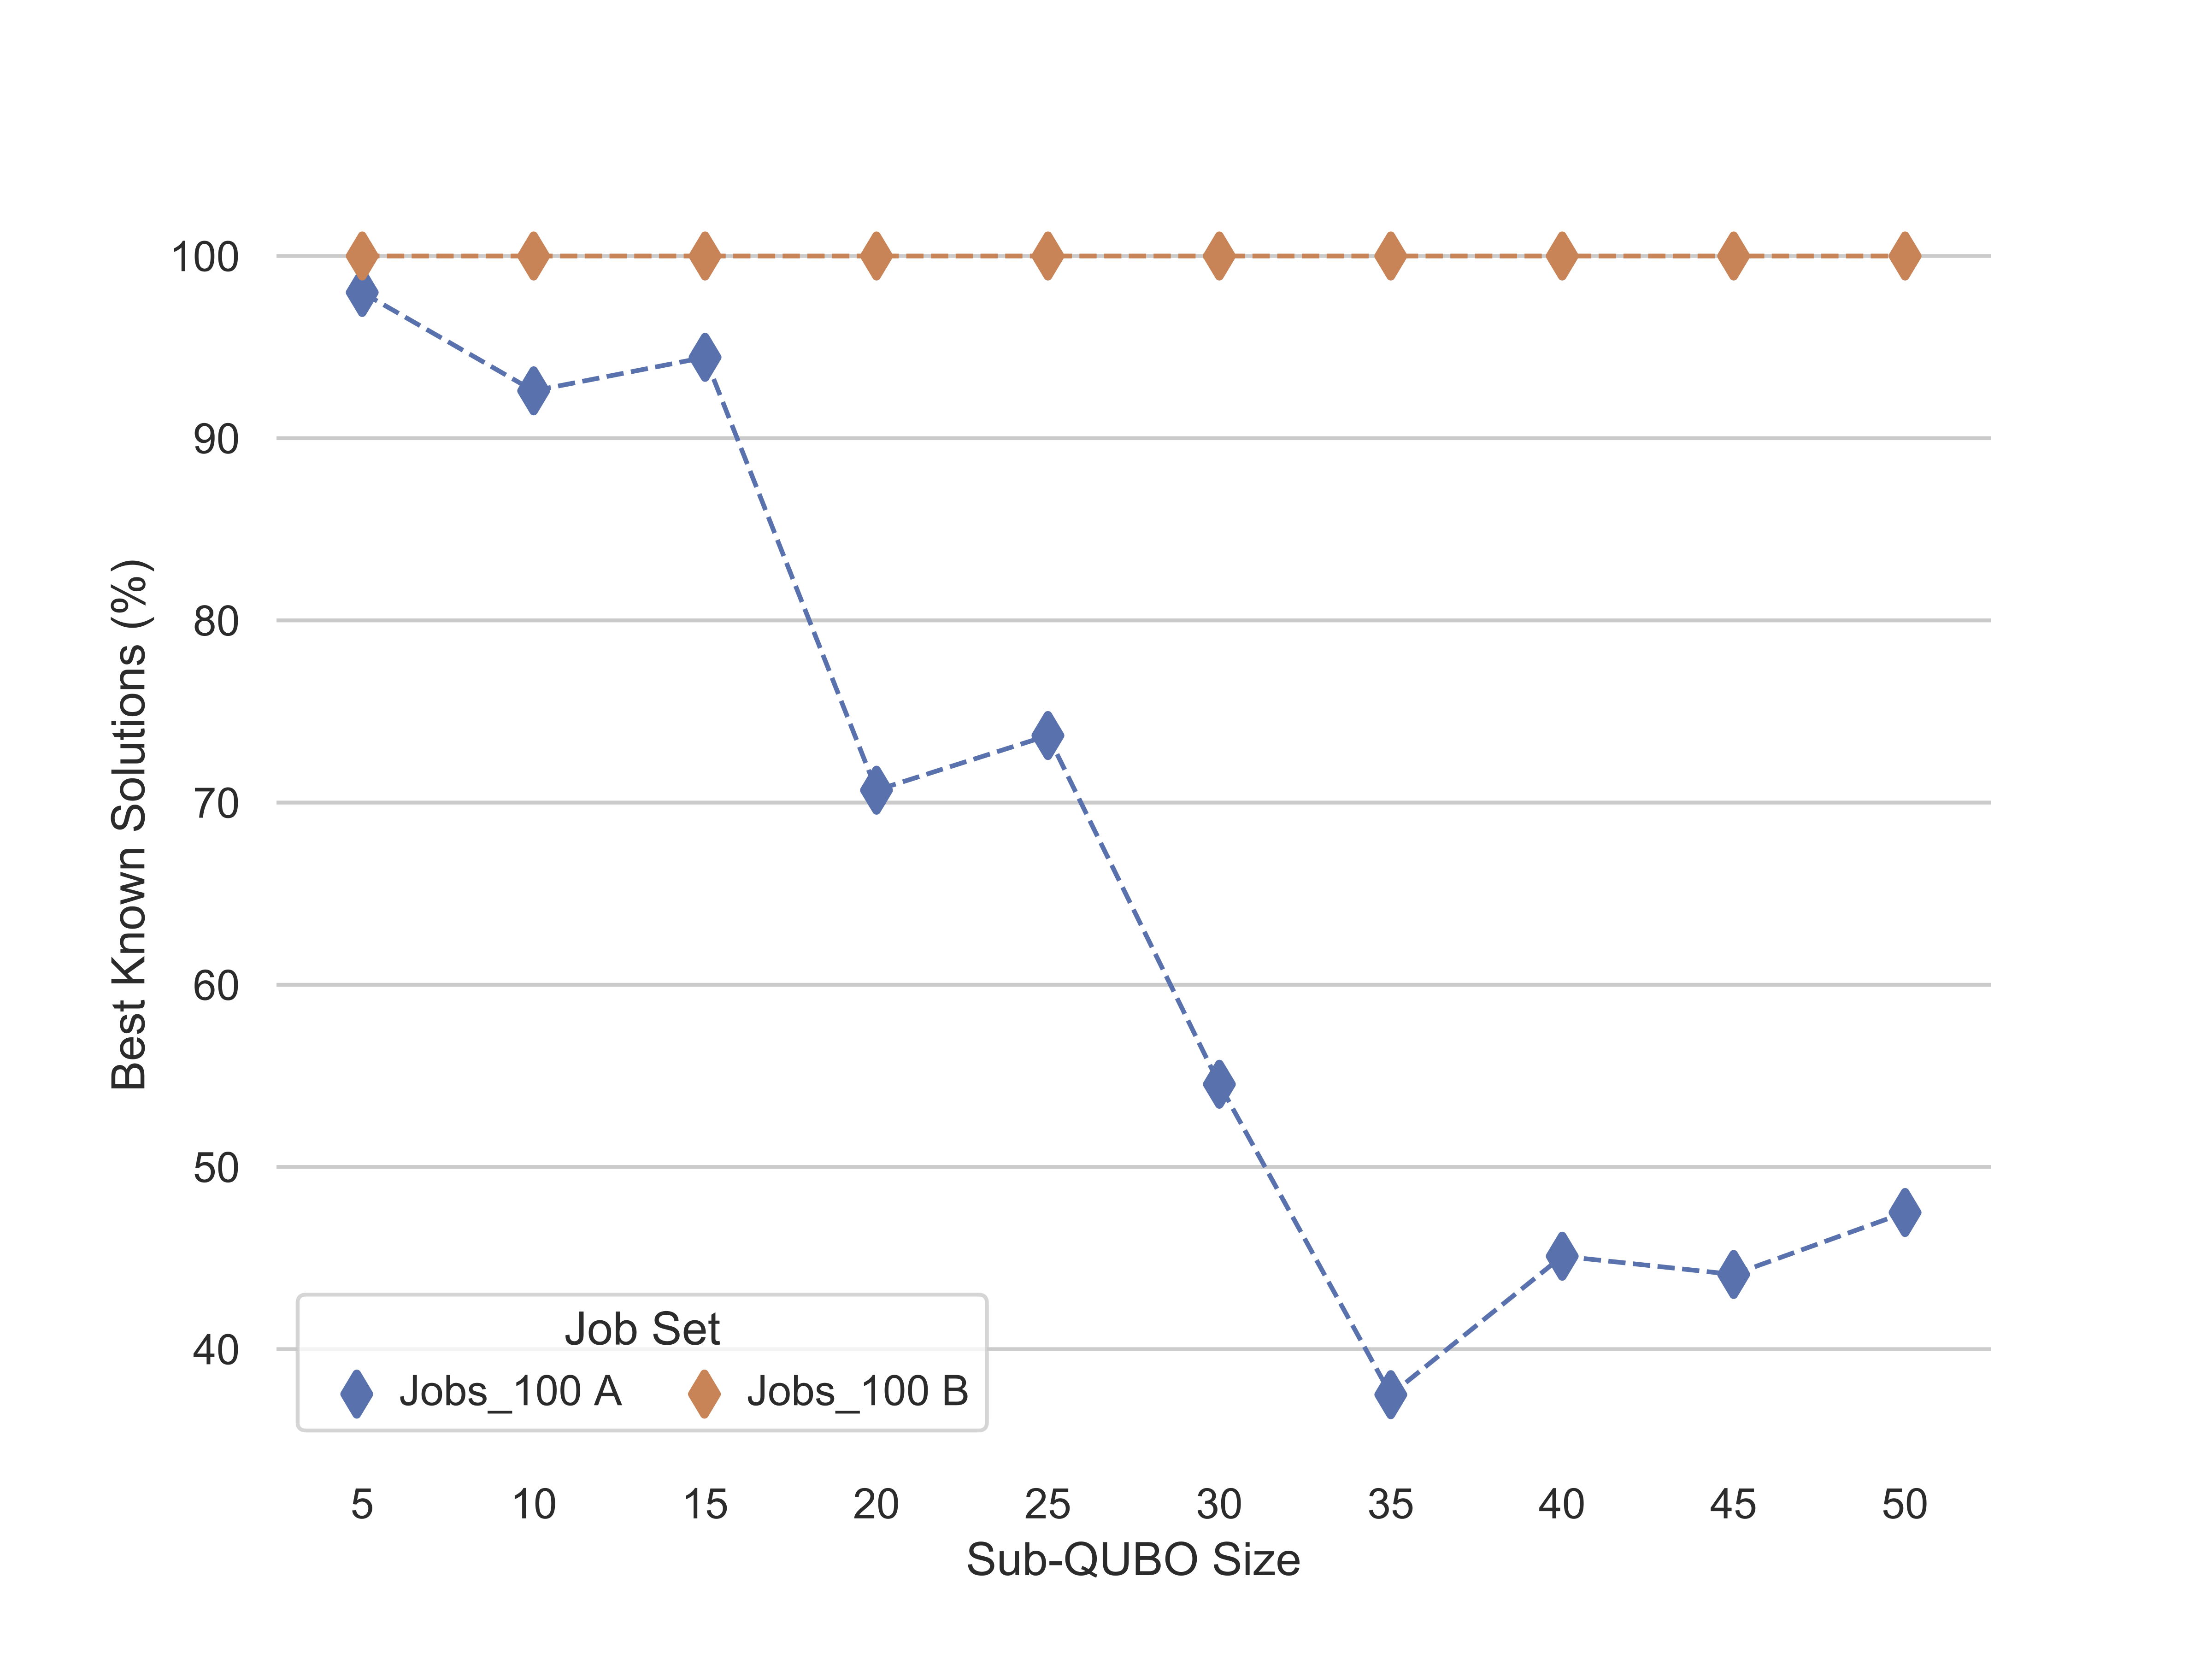 100
90
80
70
60
50
40
Best Known Solutions (%)
Job Set
Jobs_100 A
Jobs_100 B
5 10 15 20 25 30 35 40 45 50
Sub-QUBO Size